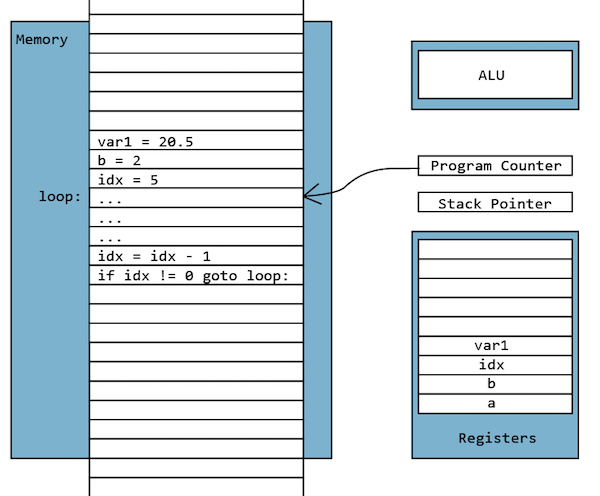 Memory
var1 = 20.5
b = 2
idx = 5
loop: ...
...
...
idx = idx - 1
if idx != 0 goto loop:
ALU
Program Counter
Stack Pointer
var1
idx
b
a
Registers